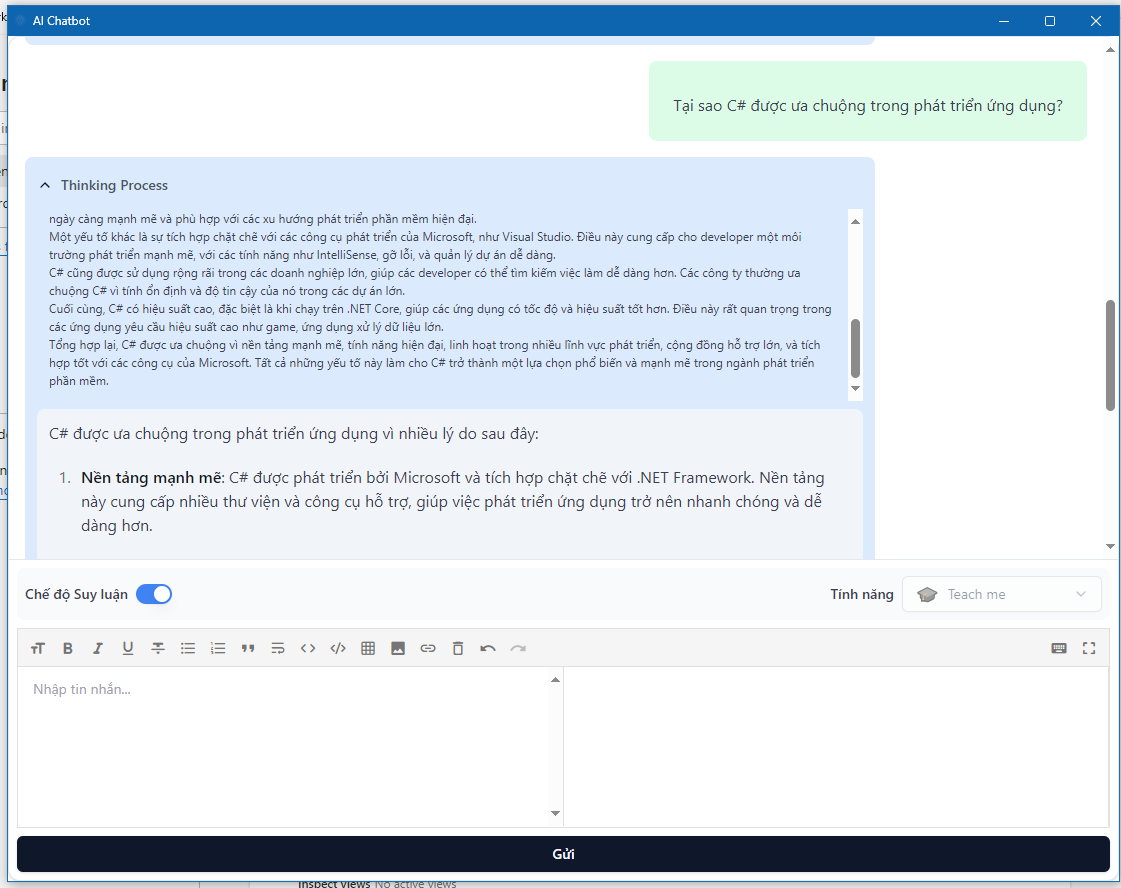 AI Chatbot
Tại sao C# được ưa chuộng trong phát triển ứng dụng?
Thinking Process
ngày càng mạnh mẽ và phù hợp với các xu hướng phát triển phần mềm hiện đại.
Một yếu tố khác là sự tích hợp chặt chẽ với các công cụ phát triển của Microsoft, như Visual Studio. Điều này cung cấp cho developer một môi
trường phát triển mạnh mẽ, với các tính năng như IntelliSense, gỡ lỗi, và quản lý dự án dễ dàng.
C# cũng được sử dụng rộng rãi trong các doanh nghiệp lớn, giúp các developer có thể tìm kiếm việc làm dễ dàng hơn. Các công ty thường ưa
chuộng C# vì tính ổn định và độ tin cậy của nó trong các dự án lớn.
Cuối cùng, C# có hiệu suất cao, đặc biệt là khi chạy trên .NET Core, giúp các ứng dụng có tốc độ và hiệu suất tốt hơn. Điều này rất quan trọng trong
các ứng dụng yêu cầu hiệu suất cao như game, ứng dụng xử lý dữ liệu lớn.
Tổng hợp lại, C# được ưa chuộng vì nền tảng mạnh mẽ, tính năng hiện đại, linh hoạt trong nhiều lĩnh vực phát triển, cộng đồng hỗ trợ lớn, và tích
hợp tốt với các công cụ của Microsoft. Tất cả những yếu tố này làm cho C# trở thành một lựa chọn phổ biến và mạnh mẽ trong ngành phát triển
phần mềm.
C# được ưa chuộng trong phát triển ứng dụng vì nhiều lý do sau đây:
1. Nền tảng mạnh mẽ: C# được phát triển bởi Microsoft và tích hợp chặt chẽ với .NET Framework. Nền tảng
này cung cấp nhiều thư viện và công cụ hỗ trợ, giúp việc phát triển ứng dụng trở nên nhanh chóng và dễ
dàng hơn.
Chế độ Suy luận
Tính năng
Teach me
Nhập tin nhắn...
Gửi
Inspect views No active views